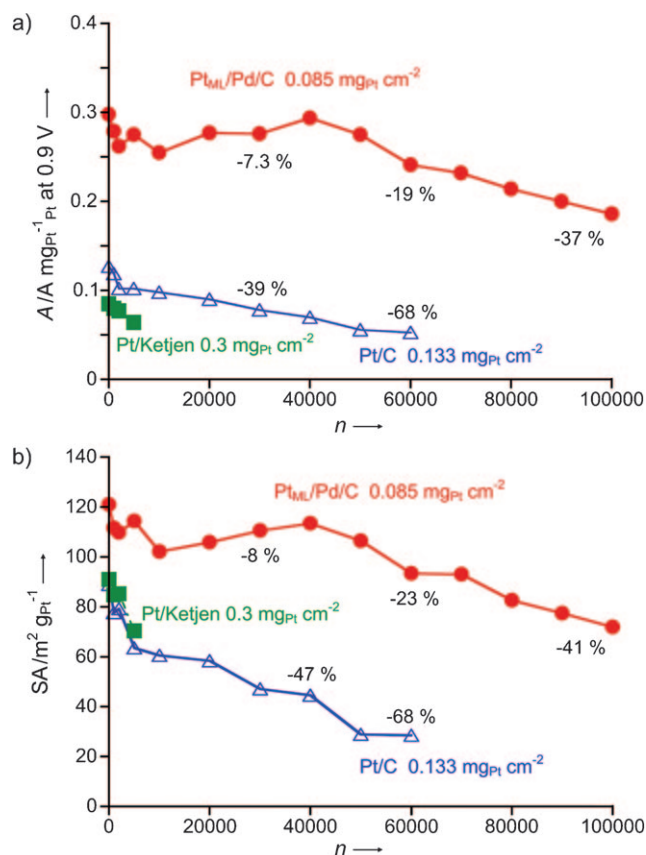 a)
A/A mg_Pt^-1 Pt at 0.9 V →
0.4
0.3
0.2
0.1
0
Pt_ML/Pd/C 0.085 mg_Pt cm^-2
-7.3 %
-19 %
-37 %
-39 %
-68 %
Pt/Ketjen 0.3 mg_Pt cm^-2
Pt/C 0.133 mg_Pt cm^-2
0 20000 40000 60000 80000 100000
n →
b)
SA/m² g_Pt^-1 →
140
120
100
80
60
40
20
0
Pt_ML/Pd/C 0.085 mg_Pt cm^-2
-8 %
-23 %
-41 %
Pt/Ketjen 0.3 mg_Pt cm^-2
-47 %
-68 %
Pt/C 0.133 mg_Pt cm^-2
0 20000 40000 60000 80000 100000
n →